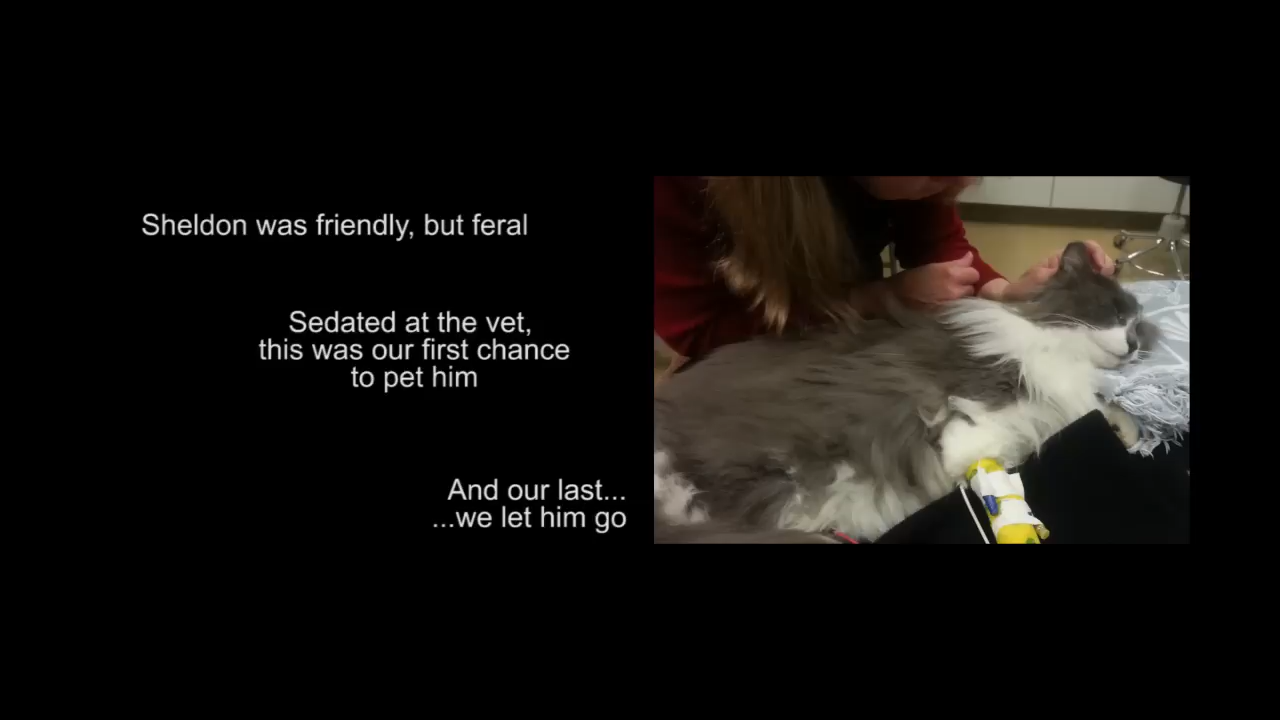 Sheldon was friendly, but feral
Sedated at the vet,
this was our first chance
to pet him
And our last...
...we let him go